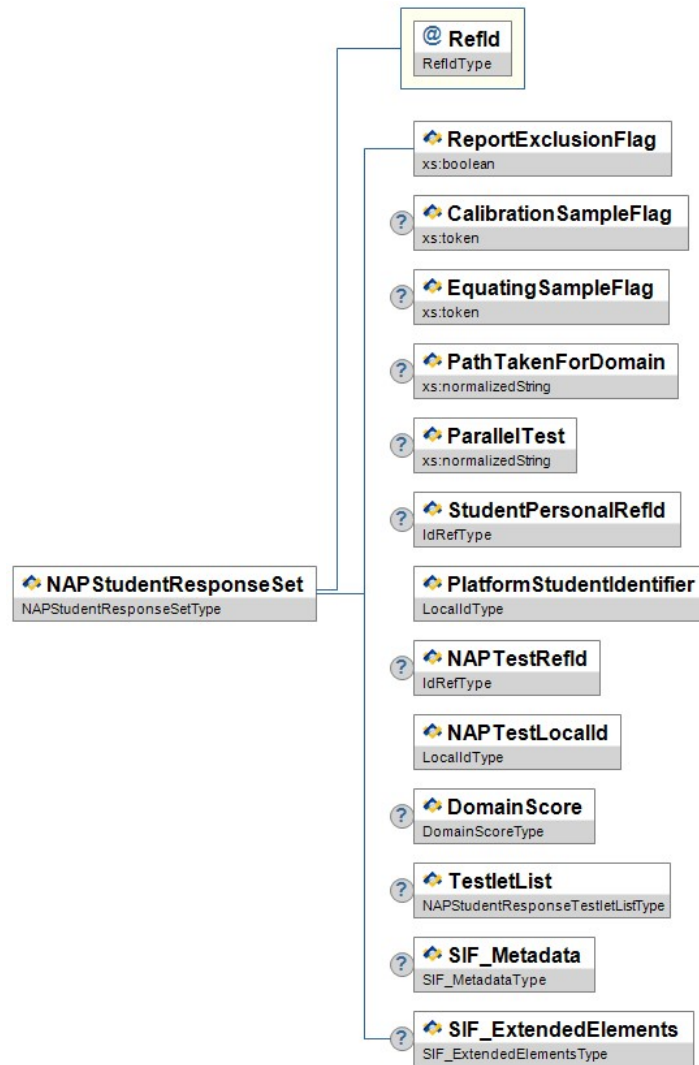 @ RefId
RefIdType
ReportExclusionFlag
xs:boolean
? CalibrationSampleFlag
xs:token
? EquatingSampleFlag
xs:token
? PathTakenForDomain
xs:normalizedString
? ParallelTest
xs:normalizedString
? StudentPersonalRefId
IdRefType
NAPStudentResponseSet
NAPStudentResponseSetType
PlatformStudentIdentifier
LocalIdType
? NAPTestRefId
IdRefType
NAPTestLocalId
LocalIdType
? DomainScore
DomainScoreType
? TestletList
NAPStudentResponseTestletListType
? SIF_Metadata
SIF_MetadataType
? SIF_ExtendedElements
SIF_ExtendedElementsType